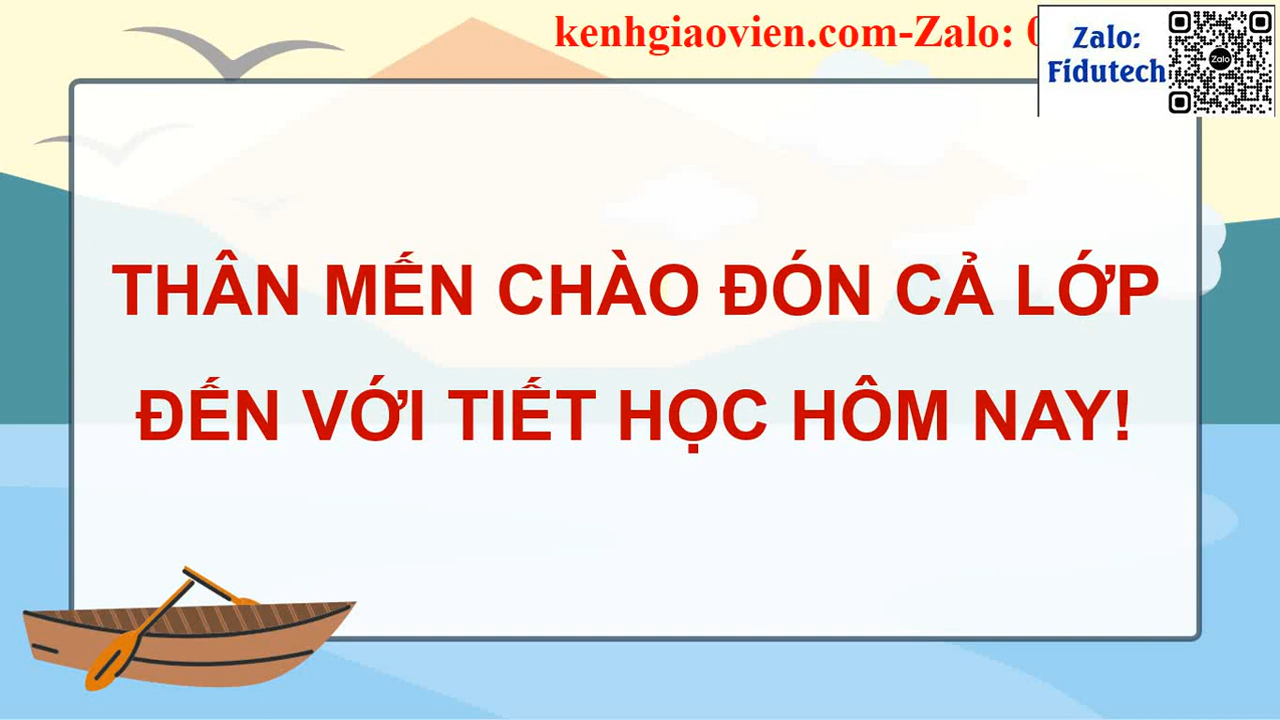 kenhgiaovien.com-Zalo:
Zalo:
Fidutech
Zalo
THÂN MẾN CHÀO ĐÓN CẢ LỚP
ĐẾN VỚI TIẾT HỌC HÔM NAY!